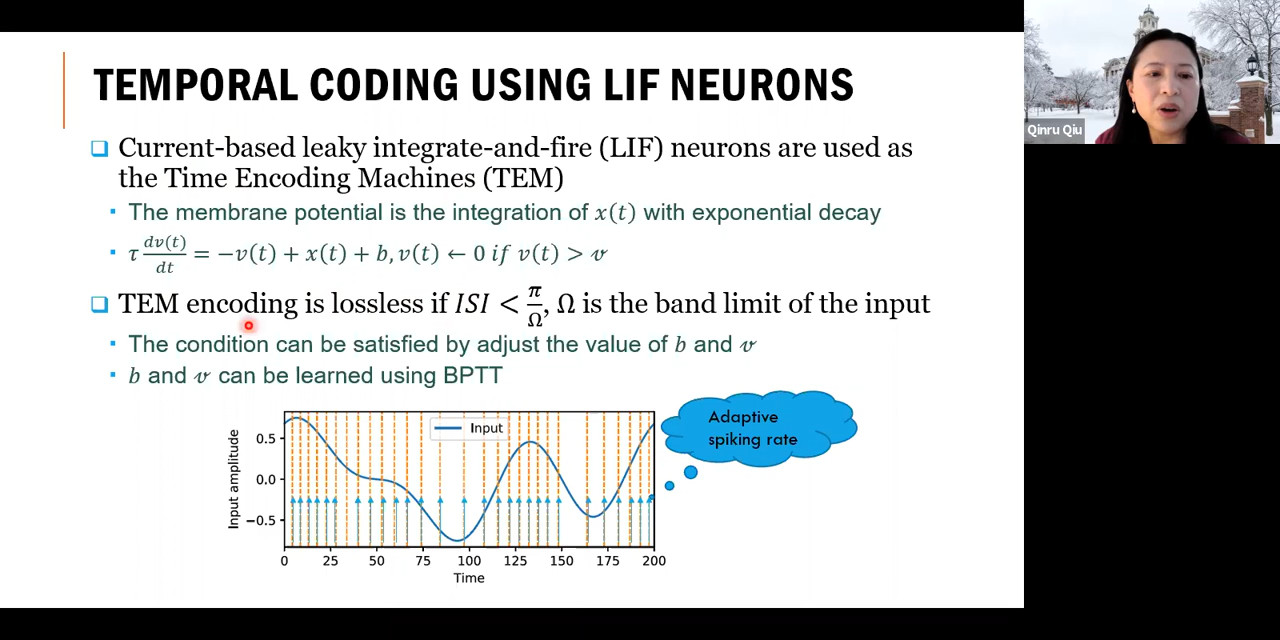 TEMPORAL CODING USING LIF NEURONS
Qinru Qiu
❑ Current-based leaky integrate-and-fire (LIF) neurons are used as
the Time Encoding Machines (TEM)
▪ The membrane potential is the integration of x(t) with exponential decay
▪ τ dv(t)/dt = −v(t) + x(t) + b, v(t) ← 0 if v(t) > 𝓋
❑ TEM encoding is lossless if ISI < π/Ω, Ω is the band limit of the input
▪ The condition can be satisfied by adjust the value of b and 𝓋
▪ b and 𝓋 can be learned using BPTT
Adaptive
spiking rate
Input
Input amplitude
0.5
0.0
−0.5
0 25 50 75 100 125 150 175 200
Time